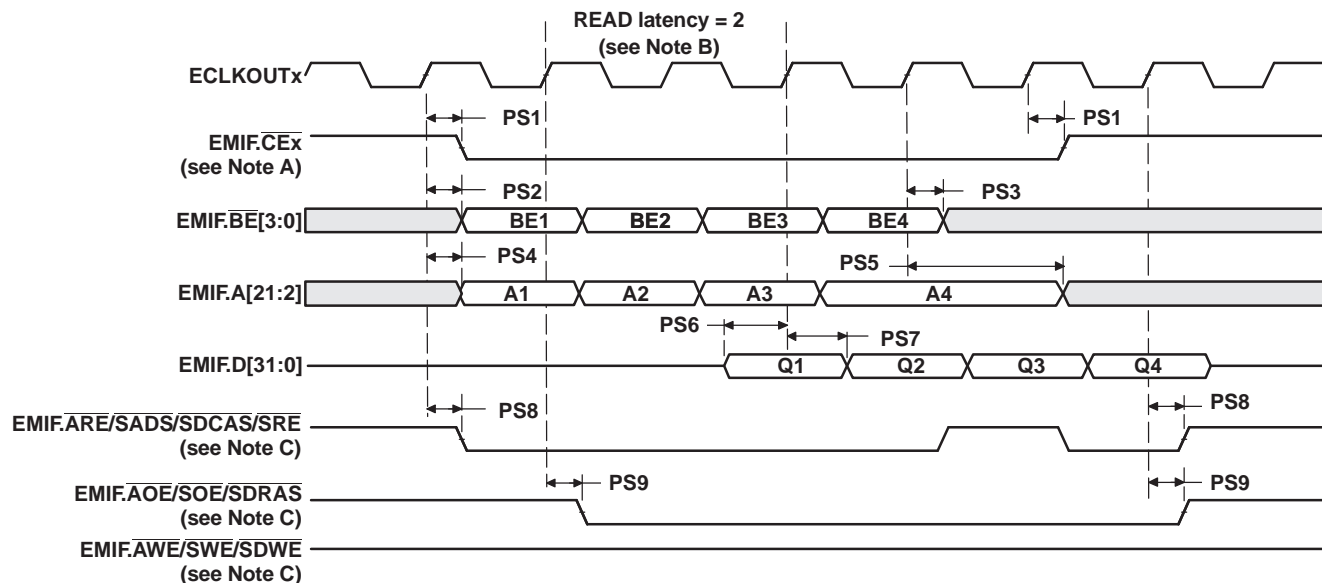 READ latency = 2
(see Note B)
ECLKOUTx
PS1
PS1
EMIF.CEx
(see Note A)
PS2
PS3
EMIF.BE[3:0]
BE1
BE2
BE3
BE4
PS4
PS5
EMIF.A[21:2]
A1
A2
A3
A4
PS6
PS7
EMIF.D[31:0]
Q1
Q2
Q3
Q4
PS8
PS8
EMIF.ARE/SADS/SDCAS/SRE
(see Note C)
PS9
PS9
EMIF.AOE/SOE/SDRAS
(see Note C)
EMIF.AWE/SWE/SDWE
(see Note C)